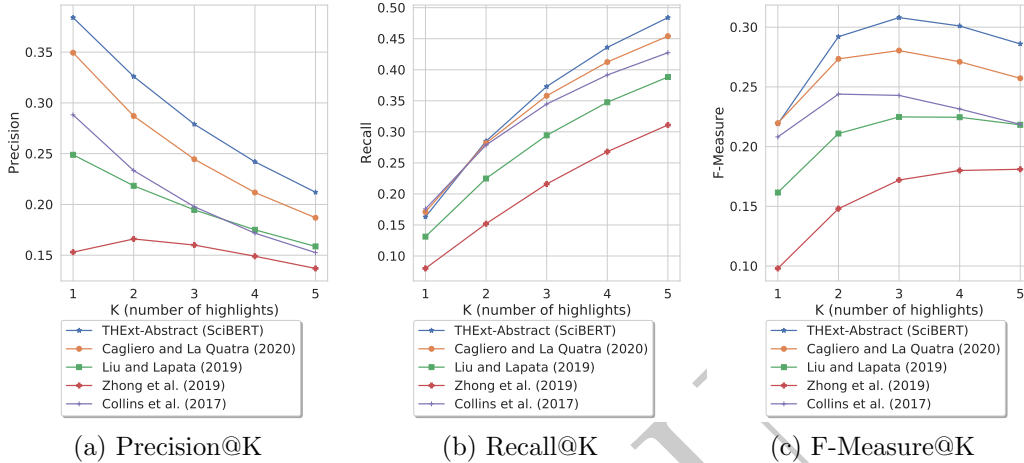 0.35
0.30
0.25
0.20
0.15
Precision
1 2 3 4 5
K (number of highlights)
THExt-Abstract (SciBERT)
Cagliero and La Quatra (2020)
Liu and Lapata (2019)
Zhong et al. (2019)
Collins et al. (2017)
(a) Precision@K
0.50
0.45
0.40
0.35
0.30
0.25
0.20
0.15
0.10
Recall
1 2 3 4 5
K (number of highlights)
THExt-Abstract (SciBERT)
Cagliero and La Quatra (2020)
Liu and Lapata (2019)
Zhong et al. (2019)
Collins et al. (2017)
(b) Recall@K
0.30
0.25
0.20
0.15
0.10
F-Measure
1 2 3 4 5
K (number of highlights)
THExt-Abstract (SciBERT)
Cagliero and La Quatra (2020)
Liu and Lapata (2019)
Zhong et al. (2019)
Collins et al. (2017)
(c) F-Measure@K